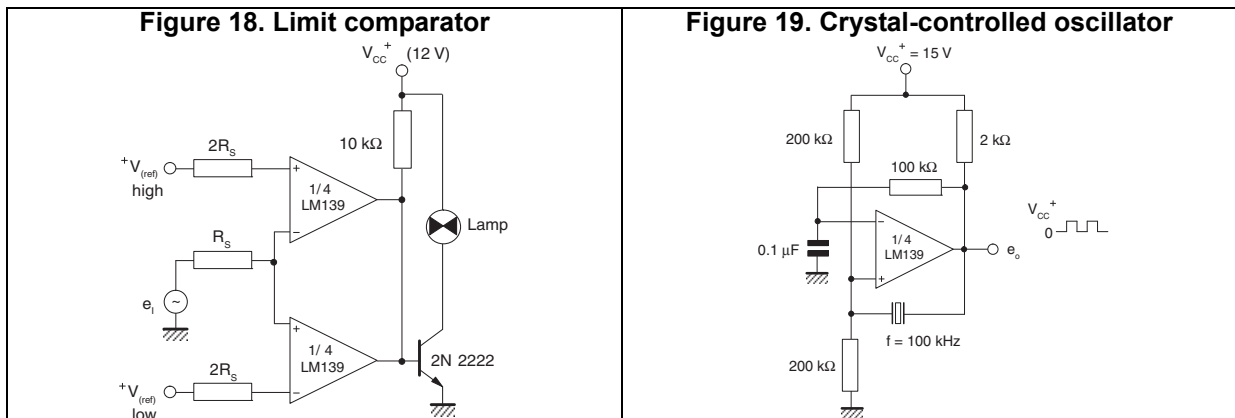 Figure 18. Limit comparator
V_CC^+ (12 V)
10 kΩ
2R_S
+V_(ref)
high
+
1/4
LM139
−
Lamp
R_S
e_I
~
+
1/4
LM139
−
2N 2222
2R_S
+V_(ref)
low
Figure 19. Crystal-controlled oscillator
V_CC^+ = 15 V
200 kΩ
2 kΩ
100 kΩ
−
1/4
LM139
+
0.1 μF
V_CC^+
0
e_o
f = 100 kHz
200 kΩ